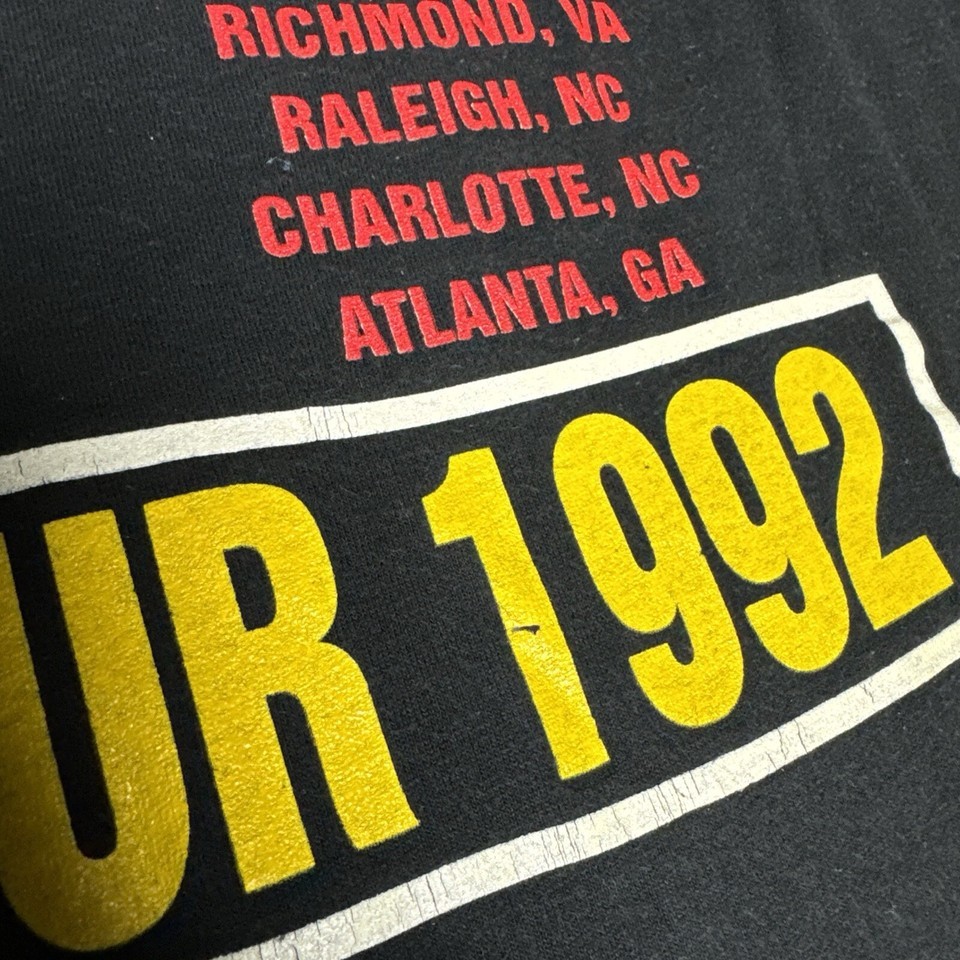 RICHMOND, VA
RALEIGH, NC
CHARLOTTE, NC
ATLANTA, GA
UR 1992